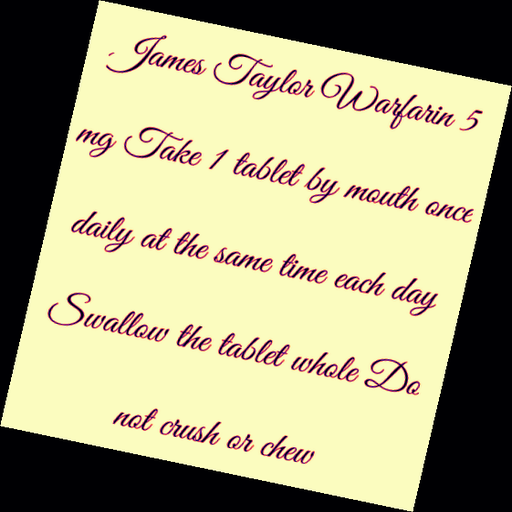 James Taylor Warfarin 5
mg Take 1 tablet by mouth once
daily at the same time each day
Swallow the tablet whole Do
not crush or chew